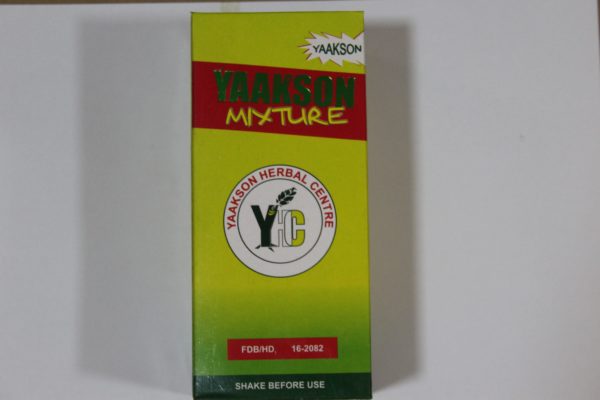 YAAKSON
YAAKSON
MIXTURE
YAAKSON HERBAL CENTRE
YHC
FDB/HD, 16-2082
SHAKE BEFORE USE